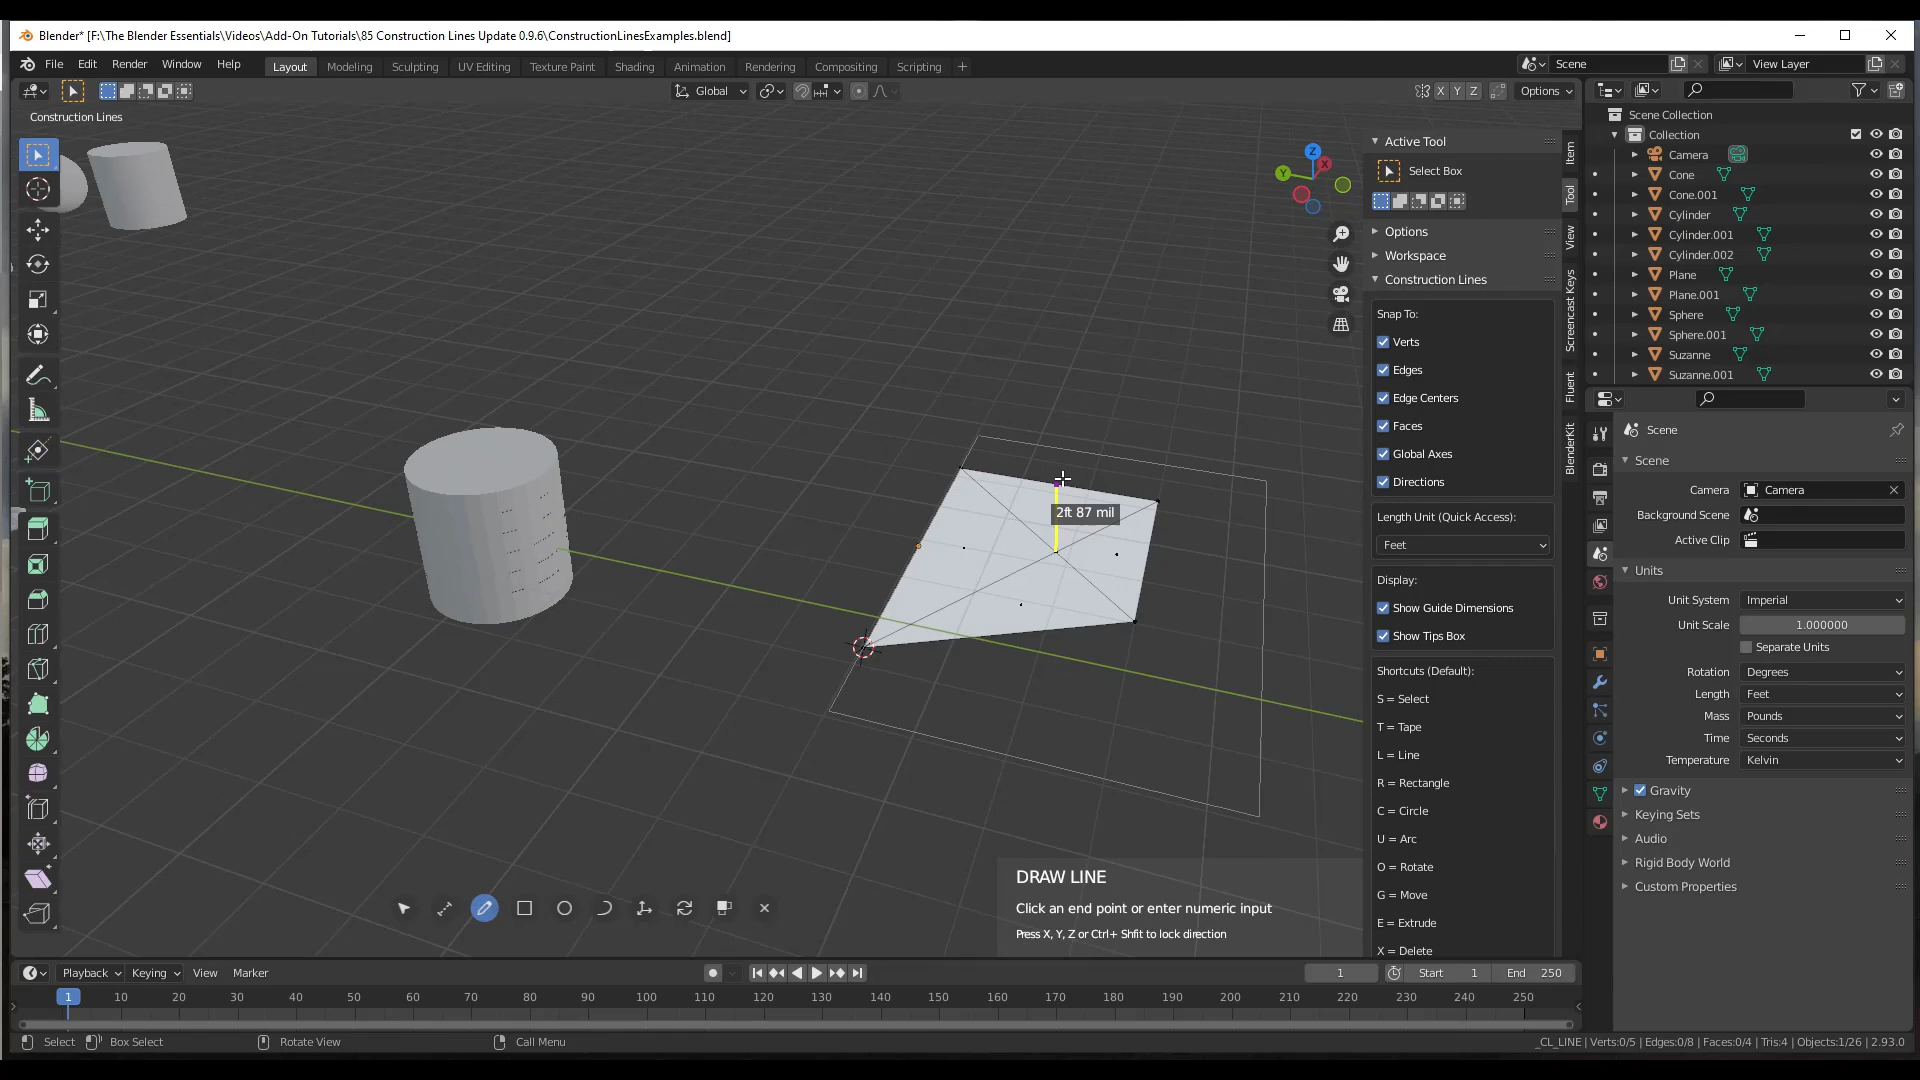 Blender* [F:\The Blender Essentials\Videos\Add-On Tutorials\85 Construction Lines Update 0.9.6\ConstructionLinesExamples.blend]
File Edit Render Window Help Layout Modeling Sculpting UV Editing Texture Paint Shading Animation Rendering Compositing Scripting + Scene View Layer
Global X Y Z Options
Construction Lines
Z
X
Y
2ft 87 mil
DRAW LINE
Click an end point or enter numeric input
Press X, Y, Z or Ctrl+ Shfit to lock direction
Active Tool
Select Box
Options
Workspace
Construction Lines
Snap To:
Verts
Edges
Edge Centers
Faces
Global Axes
Directions
Length Unit (Quick Access):
Feet
Display:
Show Guide Dimensions
Show Tips Box
Shortcuts (Default):
S = Select
T = Tape
L = Line
R = Rectangle
C = Circle
U = Arc
O = Rotate
G = Move
E = Extrude
X = Delete
Item
Tool
View
Screencast Keys
Fluent
BlenderKit
Scene Collection
Collection
Camera
Cone
Cone.001
Cylinder
Cylinder.001
Cylinder.002
Plane
Plane.001
Sphere
Sphere.001
Suzanne
Suzanne.001
Scene
Scene
Camera Camera
Background Scene
Active Clip
Units
Unit System Imperial
Unit Scale 1.000000
Separate Units
Rotation Degrees
Length Feet
Mass Pounds
Time Seconds
Temperature Kelvin
Gravity
Keying Sets
Audio
Rigid Body World
Custom Properties
Playback Keying View Marker 1 Start 1 End 250
1 10 20 30 40 50 60 70 80 90 100 110 120 130 140 150 160 170 180 190 200 210 220 230 240 250
Select Box Select Rotate View Call Menu _CL_LINE | Verts:0/5 | Edges:0/8 | Faces:0/4 | Tris:4 | Objects:1/26 | 2.93.0